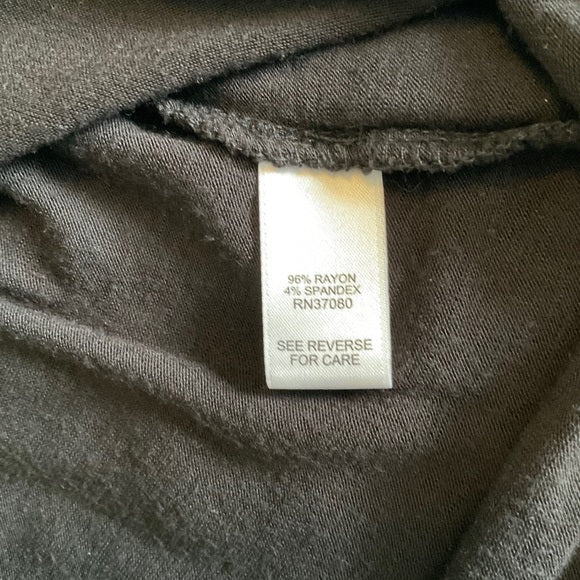 96% RAYON
4% SPANDEX
RN37080
SEE REVERSE
FOR CARE